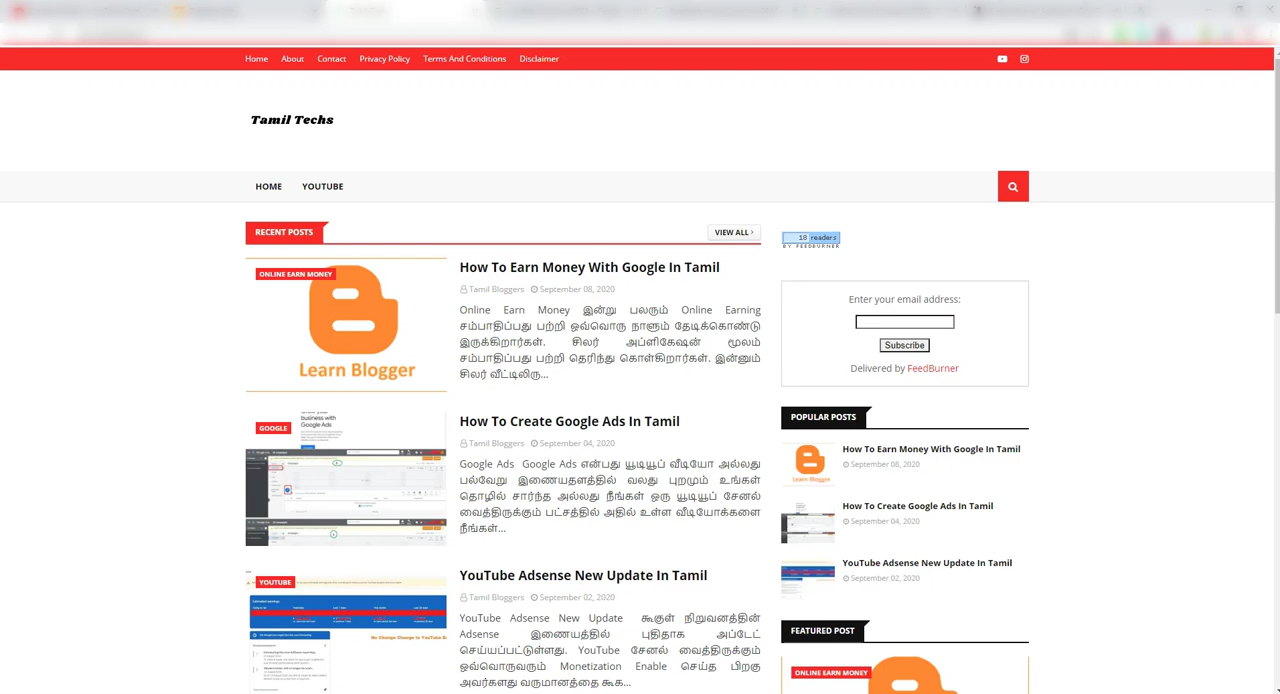 Home About Contact Privacy Policy Terms And Conditions Disclaimer
Tamil Techs
HOME YOUTUBE
RECENT POSTS
VIEW ALL ›
ONLINE EARN MONEY
Learn Blogger
How To Earn Money With Google In Tamil
Tamil Bloggers September 08, 2020
Online Earn Money இன்று பலரும் Online Earning
சம்பாதிப்பது பற்றி ஒவ்வொரு நாளும் தேடிக்கொண்டு
இருக்கிறார்கள். சிலர் அப்ளிகேஷன் மூலம்
சம்பாதிப்பது பற்றி தெரிந்து கொள்கிறார்கள். இன்னும்
சிலர் வீட்டிலிரு...
GOOGLE
business with
Google Ads
How To Create Google Ads In Tamil
Tamil Bloggers September 04, 2020
Google Ads Google Ads என்பது யூடியூப் வீடியோ அல்லது
பல்வேறு இணையதளத்தில் வலது புறமும் உங்கள்
தொழில் சார்ந்த அல்லது நீங்கள் ஒரு யூடியூப் சேனல்
வைத்திருக்கும் பட்சத்தில் அதில் உள்ள வீடியோக்களை
நீங்கள்...
YOUTUBE
YouTube Adsense New Update In Tamil
Tamil Bloggers September 02, 2020
YouTube Adsense New Update கூகுள் நிறுவனத்தின்
Adsense இணையத்தில் புதிதாக அப்டேட்
செய்யப்பட்டுள்ளது. YouTube சேனல் வைத்திருக்கும்
ஒவ்வொருவரும் Monetization Enable செய்து பிறகு
அவர்களது வருமானத்தை கூக...
18 readers
BY FEEDBURNER
Enter your email address:
Subscribe
Delivered by FeedBurner
POPULAR POSTS
Learn Blogger
How To Earn Money With Google In Tamil
September 08, 2020
How To Create Google Ads In Tamil
September 04, 2020
YouTube Adsense New Update In Tamil
September 02, 2020
FEATURED POST
ONLINE EARN MONEY